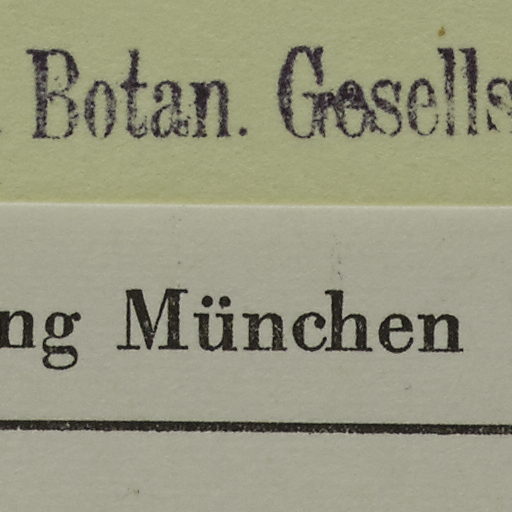 Botan. Gesells
ng München